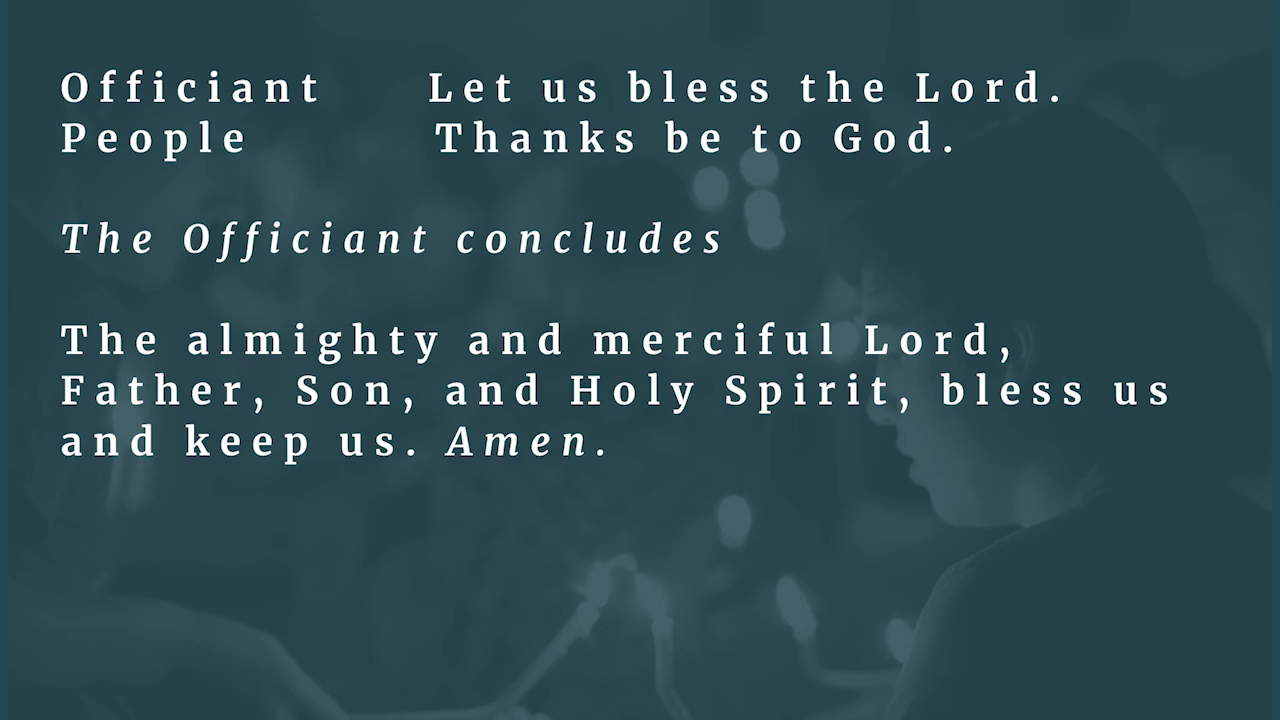 Officiant Let us bless the Lord.
People Thanks be to God.
The Officiant concludes
The almighty and merciful Lord,
Father, Son, and Holy Spirit, bless us
and keep us. Amen.